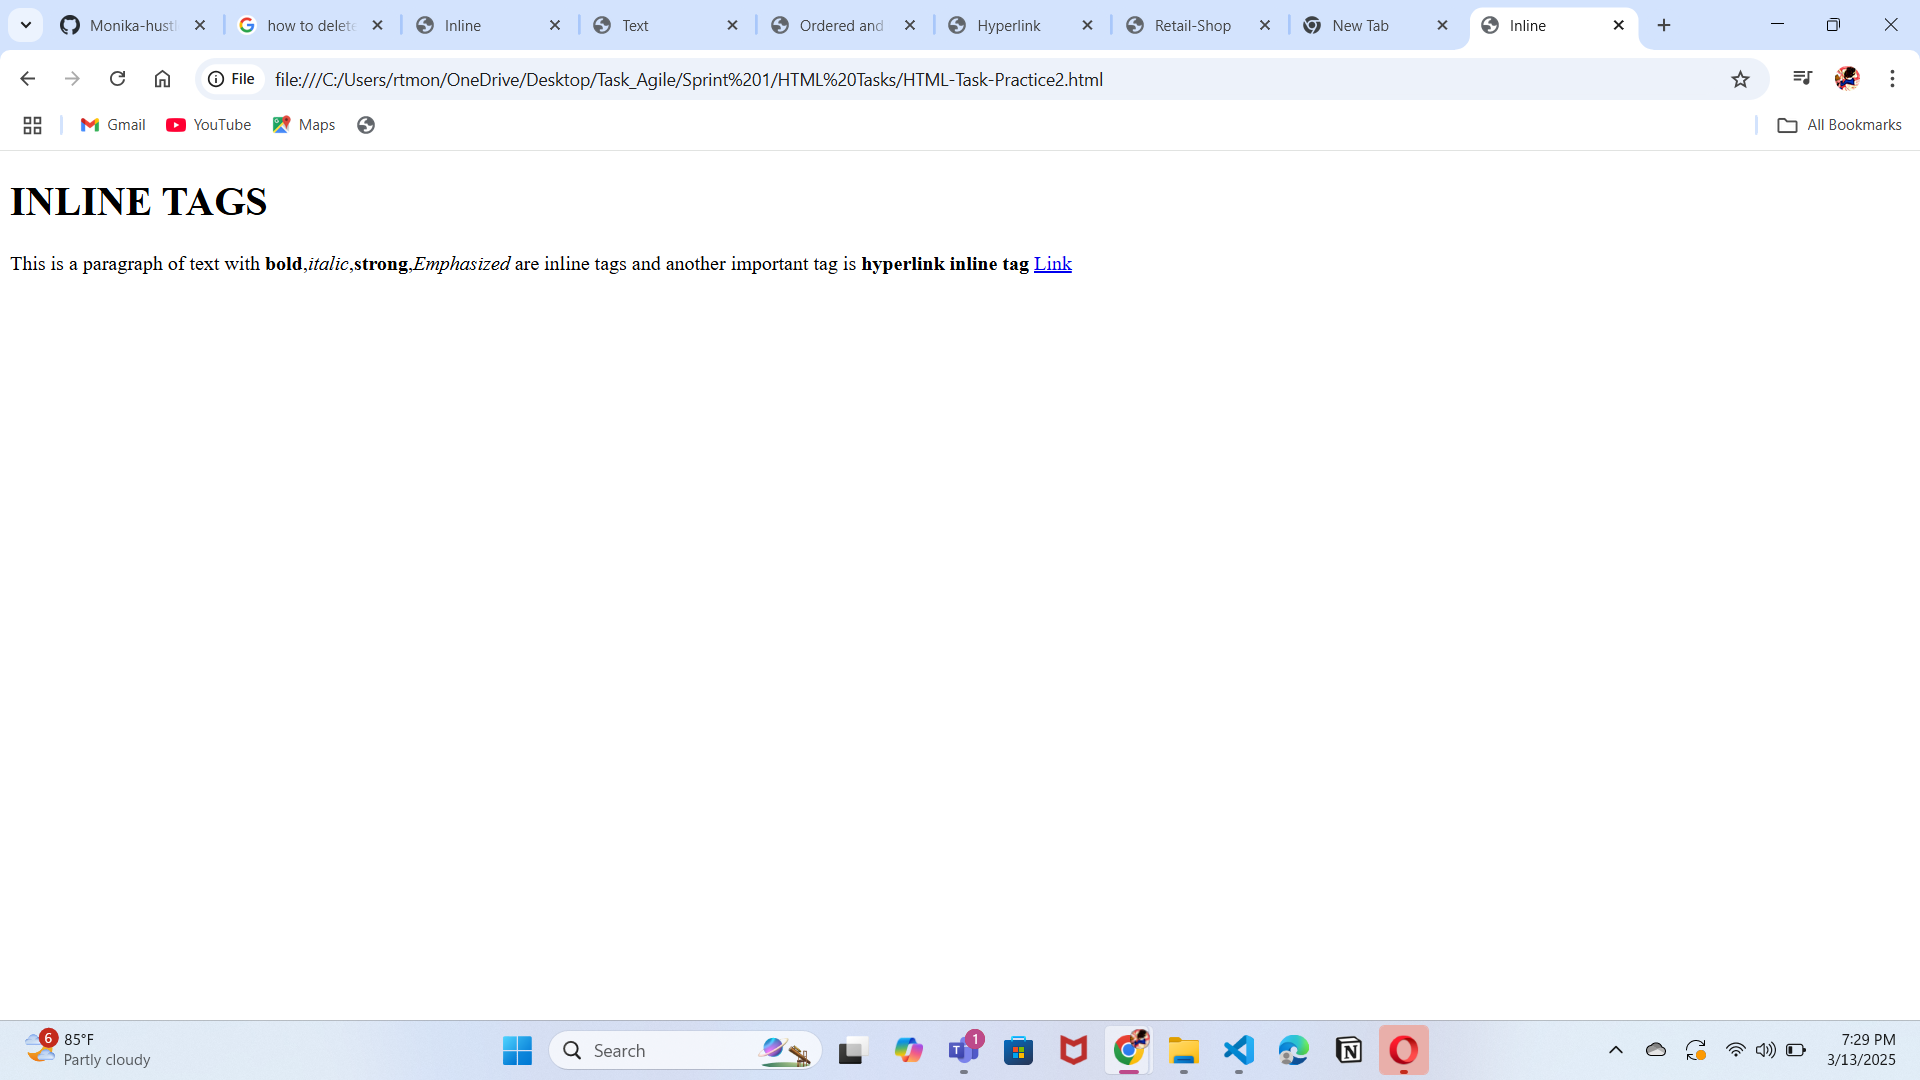 Monika-hustl
how to delete
Inline
Text
Ordered and
Hyperlink
Retail-Shop
New Tab
Inline
File
file:///C:/Users/rtmon/OneDrive/Desktop/Task_Agile/Sprint%201/HTML%20Tasks/HTML-Task-Practice2.html
Gmail
YouTube
Maps
All Bookmarks
INLINE TAGS
This is a paragraph of text with bold,italic,strong,Emphasized are inline tags and another important tag is hyperlink inline tag Link
6
85°F
Partly cloudy
Search
1
7:29 PM
3/13/2025